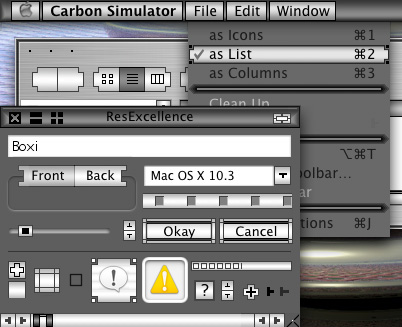 Carbon Simulator File Edit Window
as Icons ⌘1
✓ as List ⌘2
as Columns ⌘3
Clean Up
ResExcellence
Boxi
⌥⌘T
Front Back
Mac OS X 10.3
olbar...
ar
Okay
Cancel
tions ⌘J
!
!
?